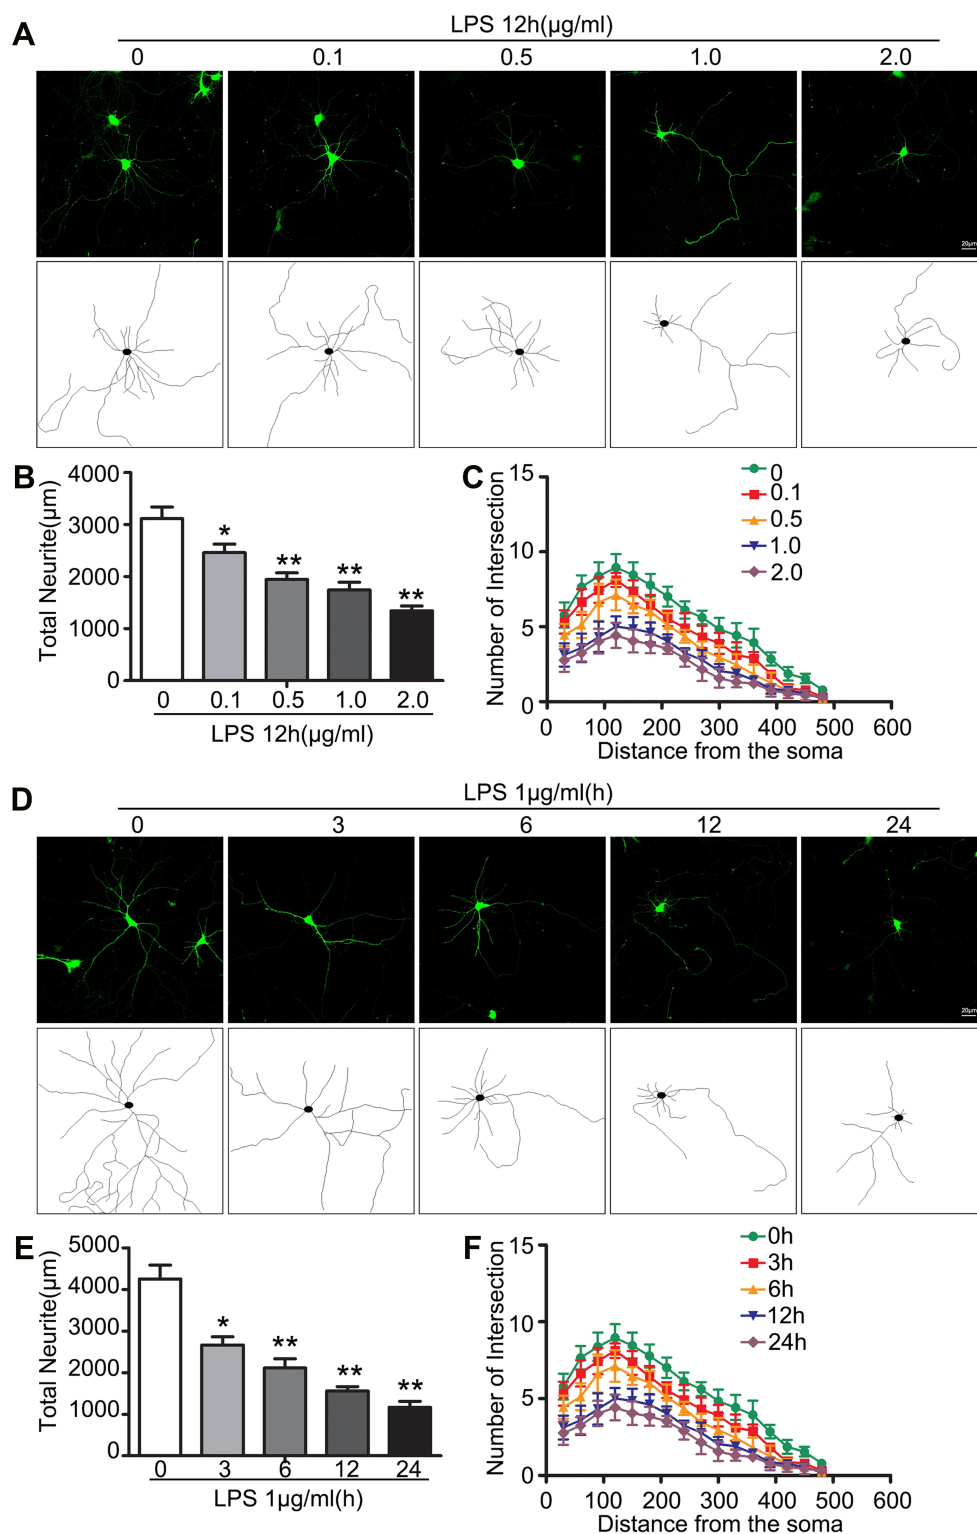 A
LPS 12h(μg/ml)
0 0.1 0.5 1.0 2.0
20μm
B
Total Neurite(μm)
4000
3000
2000
1000
0
* ** ** **
0 0.1 0.5 1.0 2.0
LPS 12h(μg/ml)
C
Number of Intersection
15
10
5
0
0
0.1
0.5
1.0
2.0
0 100 200 300 400 500 600
Distance from the soma
D
LPS 1μg/ml(h)
0 3 6 12 24
20μm
E
Total Neurite(μm)
5000
4000
3000
2000
1000
0
* ** ** **
0 3 6 12 24
LPS 1μg/ml(h)
F
Number of Intersection
15
10
5
0
0h
3h
6h
12h
24h
0 100 200 300 400 500 600
Distance from the soma